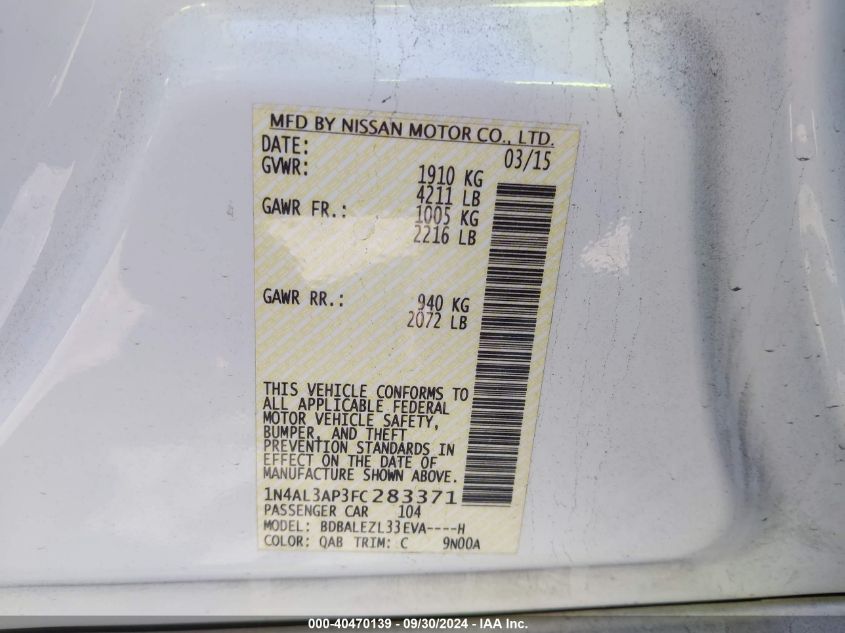 MFD BY NISSAN MOTOR CO., LTD.
DATE: 03/15
GVWR: 1910 KG
4211 LB
GAWR FR.: 1005 KG
2216 LB
GAWR RR.: 940 KG
2072 LB
THIS VEHICLE CONFORMS TO
ALL APPLICABLE FEDERAL
MOTOR VEHICLE SAFETY,
BUMPER, AND THEFT
PREVENTION STANDARDS IN
EFFECT ON THE DATE OF
MANUFACTURE SHOWN ABOVE.
1N4AL3AP3FC283371
PASSENGER CAR 104
MODEL: BDBALEZL33EVA----H
COLOR: QAB TRIM: C 9N00A
000-40470139 - 09/30/2024 - IAA Inc.